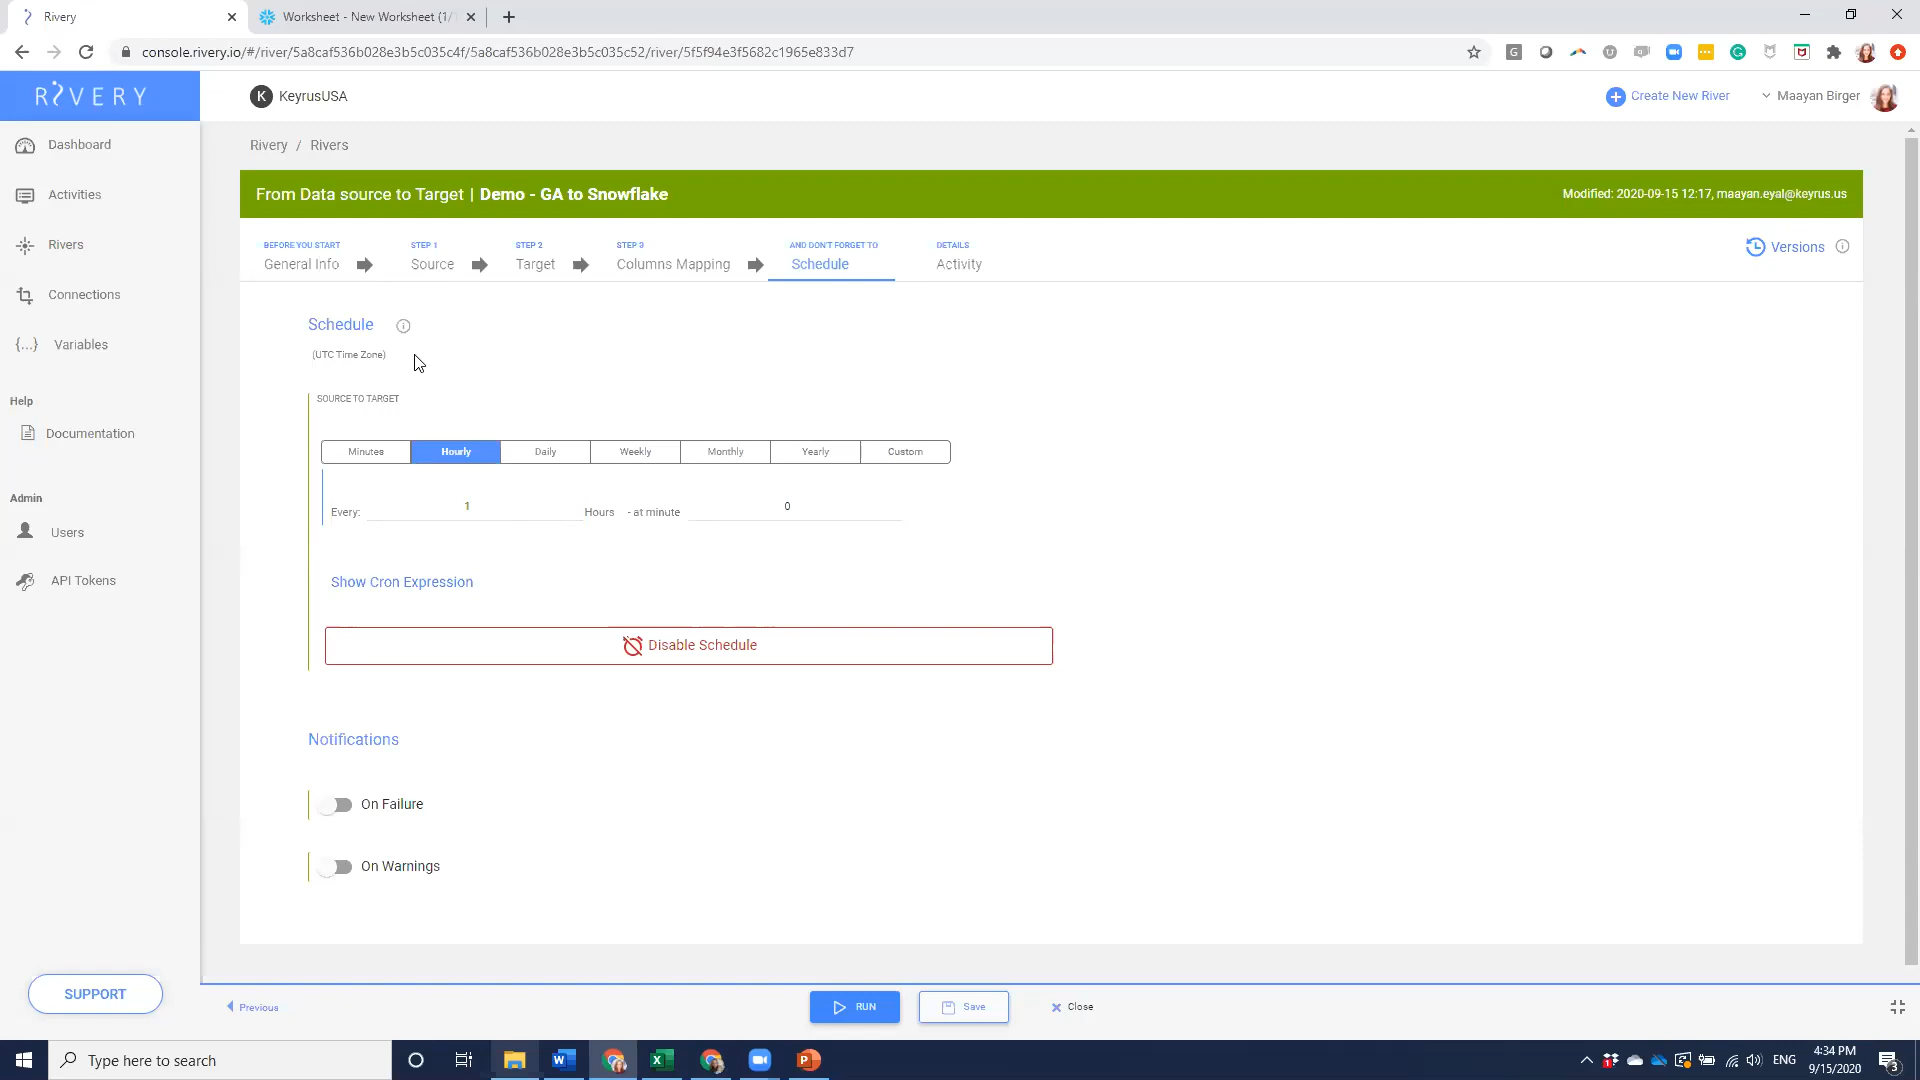 Rivery
Worksheet - New Worksheet (1/
console.rivery.io/#/river/5a8caf536b028e3b5c035c4f/5a8caf536b028e3b5c035c52/river/5f5f94e3f5682c1965e833d7
RIVERY
K KeyrusUSA
Create New River
Maayan Birger
Dashboard
Activities
Rivers
Connections
{...} Variables
Help
Documentation
Admin
Users
API Tokens
SUPPORT
Rivery / Rivers
From Data source to Target | Demo - GA to Snowflake
Modified: 2020-09-15 12:17, maayan.eyal@keyrus.us
BEFORE YOU START
General Info
STEP 1
Source
STEP 2
Target
STEP 3
Columns Mapping
AND DON'T FORGET TO
Schedule
DETAILS
Activity
Versions
Schedule
(UTC Time Zone)
SOURCE TO TARGET
Minutes Hourly Daily Weekly Monthly Yearly Custom
Every: 1 Hours - at minute 0
Show Cron Expression
Disable Schedule
Notifications
On Failure
On Warnings
Previous
RUN
Save
Close
Type here to search
ENG
4:34 PM
9/15/2020
3